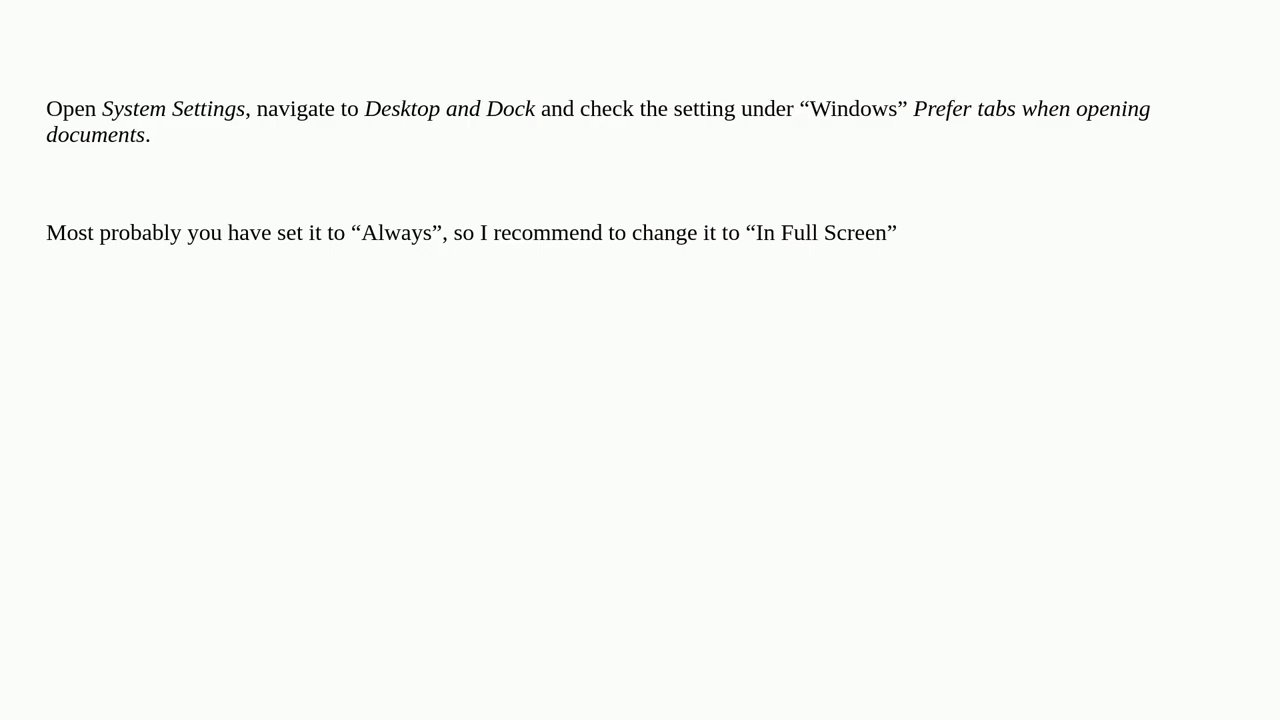 Open System Settings, navigate to Desktop and Dock and check the setting under “Windows” Prefer tabs when opening
documents.
Most probably you have set it to “Always”, so I recommend to change it to “In Full Screen”